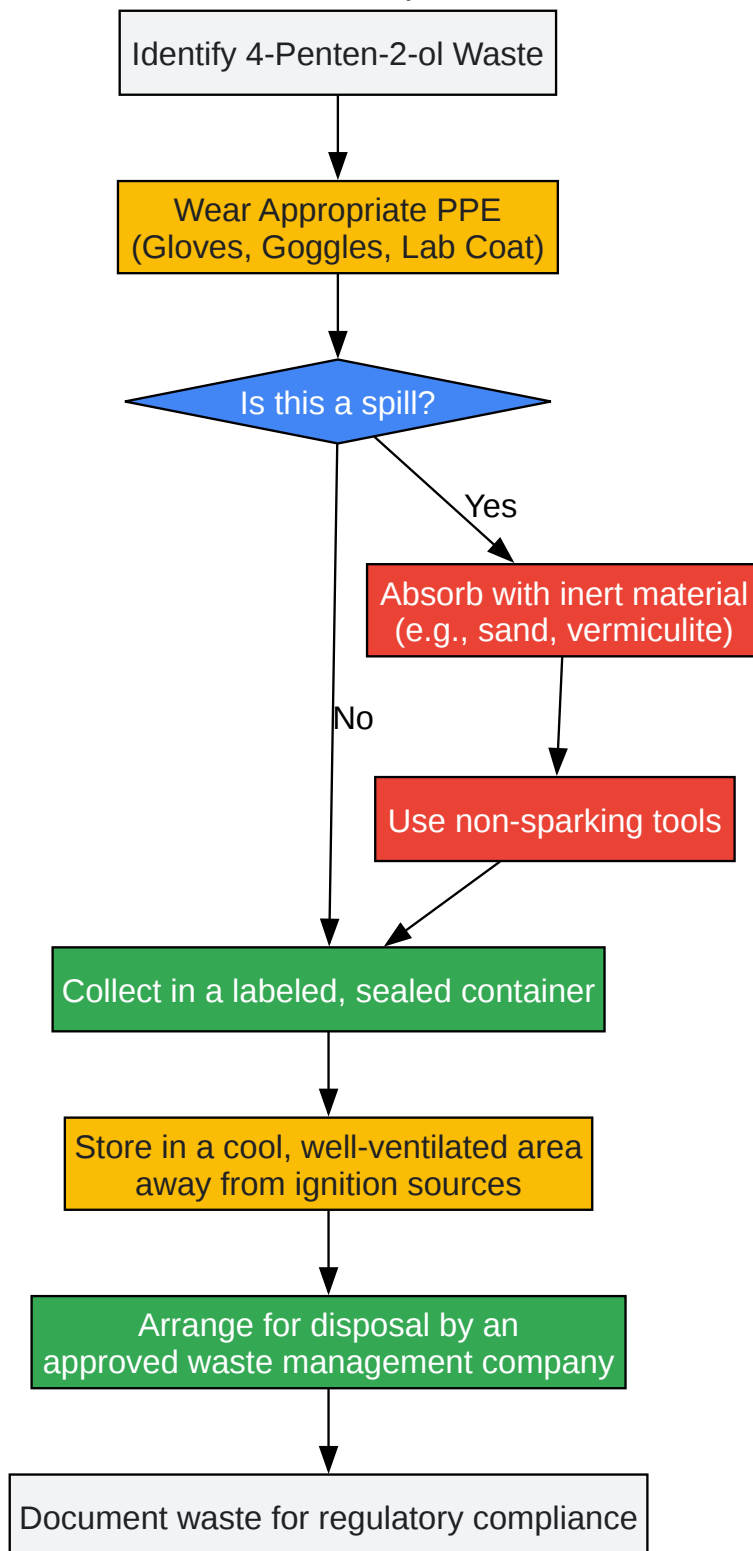 Identify 4-Penten-2-ol Waste
Wear Appropriate PPE
(Gloves, Goggles, Lab Coat)
Is this a spill?
Yes
Absorb with inert material
(e.g., sand, vermiculite)
No
Use non-sparking tools
Collect in a labeled, sealed container
Store in a cool, well-ventilated area
away from ignition sources
Arrange for disposal by an
approved waste management company
Document waste for regulatory compliance